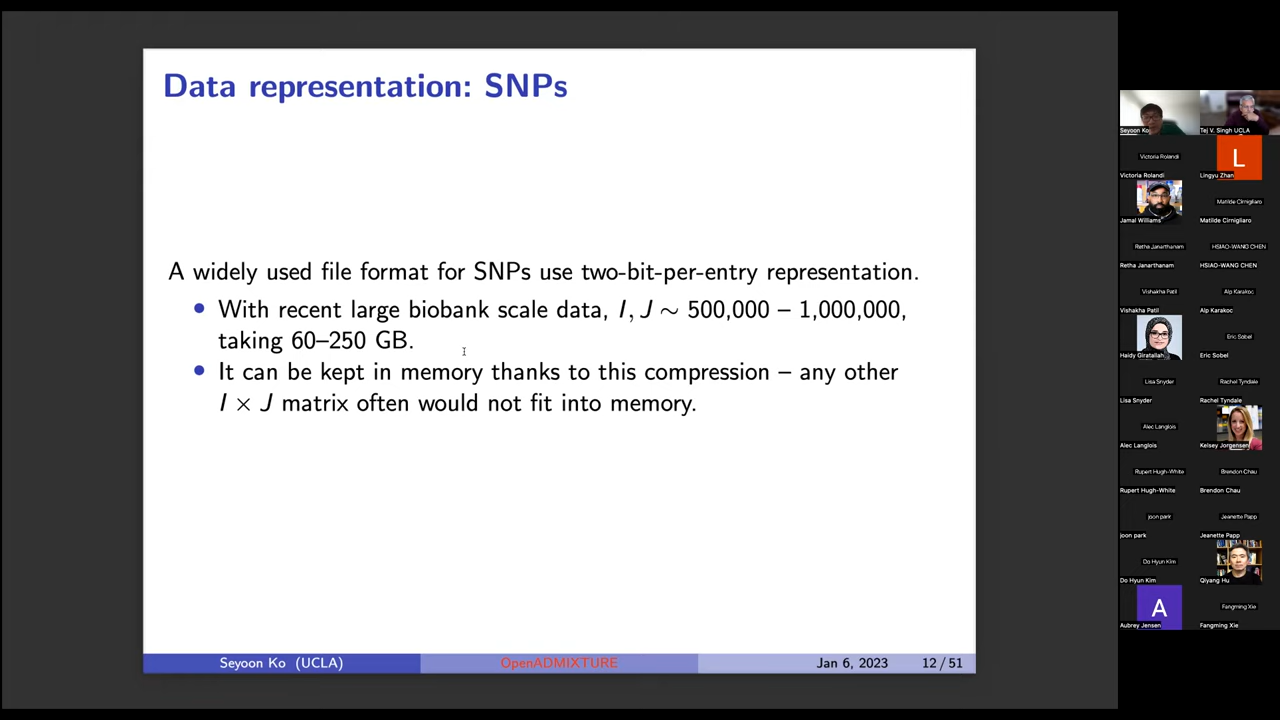 Data representation: SNPs
A widely used file format for SNPs use two-bit-per-entry representation.
With recent large biobank scale data, I, J ∼ 500,000 – 1,000,000,
taking 60–250 GB.
It can be kept in memory thanks to this compression – any other
I × J matrix often would not fit into memory.
Seyoon Ko (UCLA)
OpenADMIXTURE
Jan 6, 2023
12 / 51
Seyoon Ko
Tej V. Singh UCLA
Victoria Rolandi
Victoria Rolandi
L
Lingyu Zhan
Jamal Williams
Matilde Cirnigliaro
Matilde Cirnigliaro
Retha Janarthanam
Retha Janarthanam
HSIAO-WANG CHEN
HSIAO-WANG CHEN
Vishakha Patil
Vishakha Patil
Alp Karakoc
Alp Karakoc
Haidy Giratallah
Eric Sobel
Eric Sobel
Lisa Snyder
Lisa Snyder
Rachel Tyndale
Rachel Tyndale
Alec Langlois
Alec Langlois
Kelsey Jorgensen
Rupert Hugh-White
Rupert Hugh-White
Brendon Chau
Brendon Chau
joon park
joon park
Jeanette Papp
Jeanette Papp
Do Hyun Kim
Do Hyun Kim
Qiyang Hu
A
Aubrey Jensen
Fangming Xie
Fangming Xie